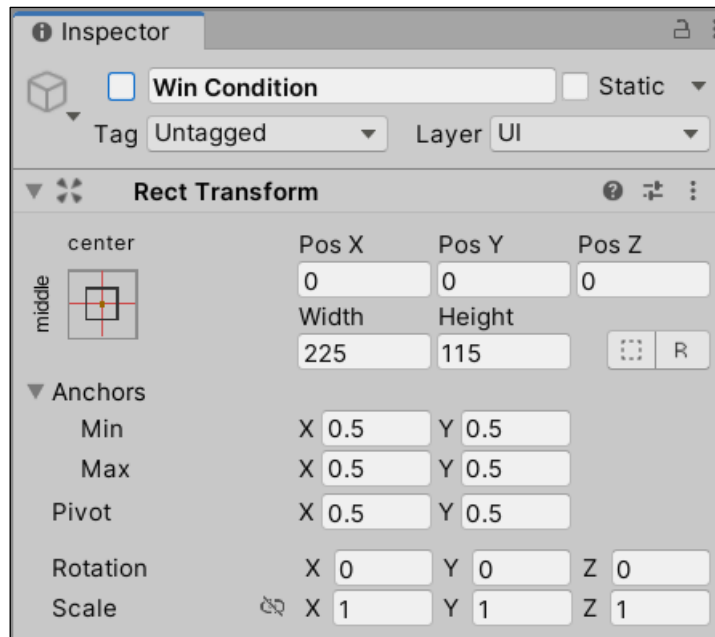 Inspector
Win Condition Static
Tag Untagged Layer UI
Rect Transform
center Pos X Pos Y Pos Z
middle 0 0 0
Width Height
225 115 R
Anchors
Min X 0.5 Y 0.5
Max X 0.5 Y 0.5
Pivot X 0.5 Y 0.5
Rotation X 0 Y 0 Z 0
Scale X 1 Y 1 Z 1